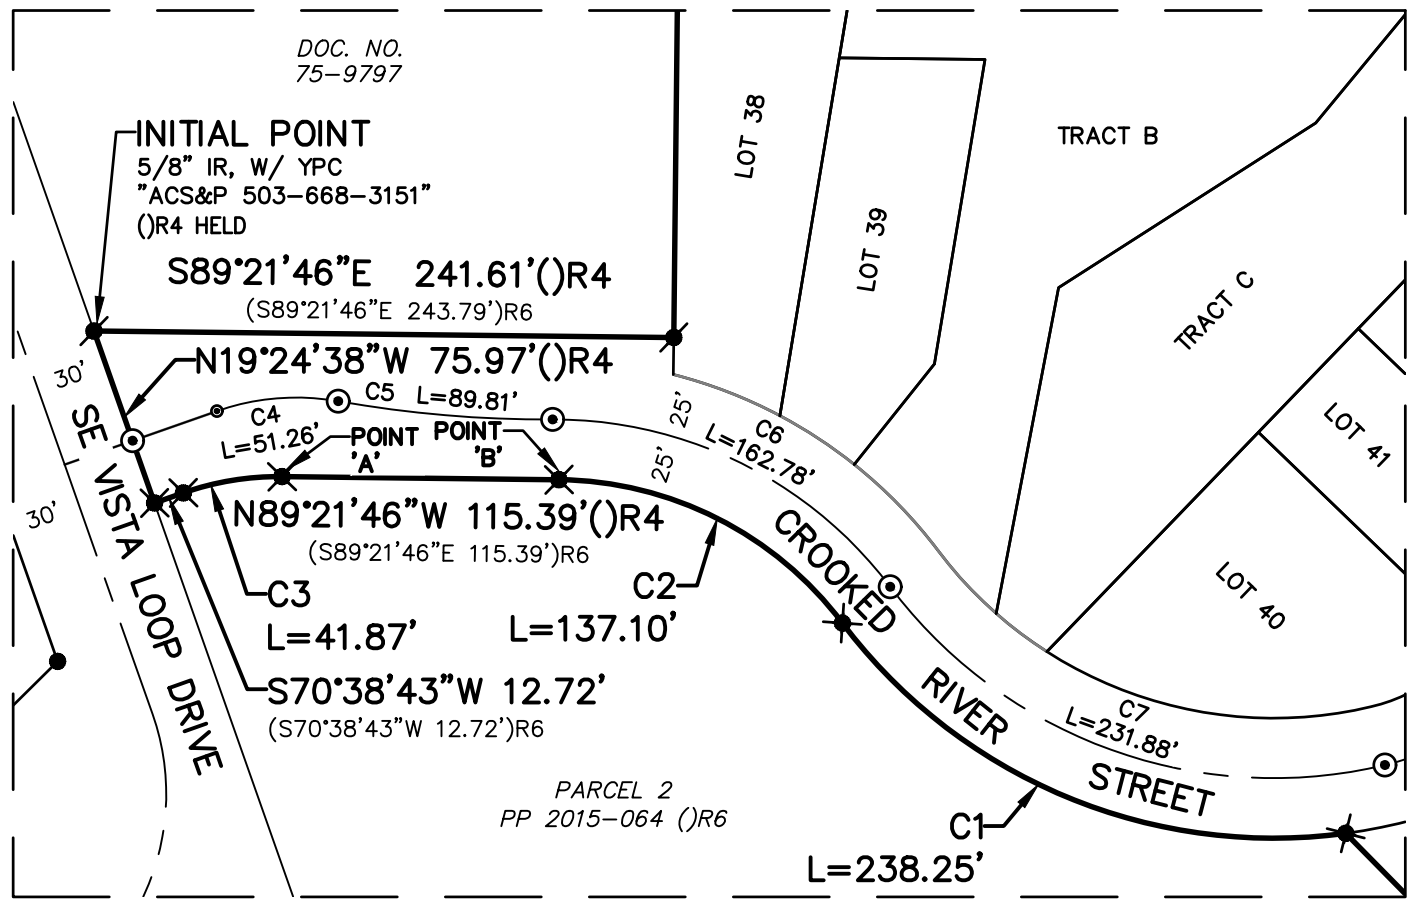 DOC. NO.
75-9797
INITIAL POINT
5/8" IR, W/ YPC
"ACS&P 503-668-3151"
()R4 HELD
S89°21'46"E 241.61'()R4
(S89°21'46"E 243.79')R6
N19°24'38"W 75.97'()R4
30'
30'
SE VISTA LOOP DRIVE
C4
L=51.26'
C5 L=89.81'
POINT
'A'
POINT
'B'
N89°21'46"W 115.39'()R4
(S89°21'46"E 115.39')R6
C3
L=41.87'
C2
L=137.10'
S70°38'43"W 12.72'
(S70°38'43"W 12.72')R6
25'
25'
C6
L=162.78'
CROOKED
RIVER
STREET
C7
L=231.88'
C1
L=238.25'
PARCEL 2
PP 2015-064 ()R6
LOT 38
LOT 39
TRACT B
TRACT C
LOT 41
LOT 40